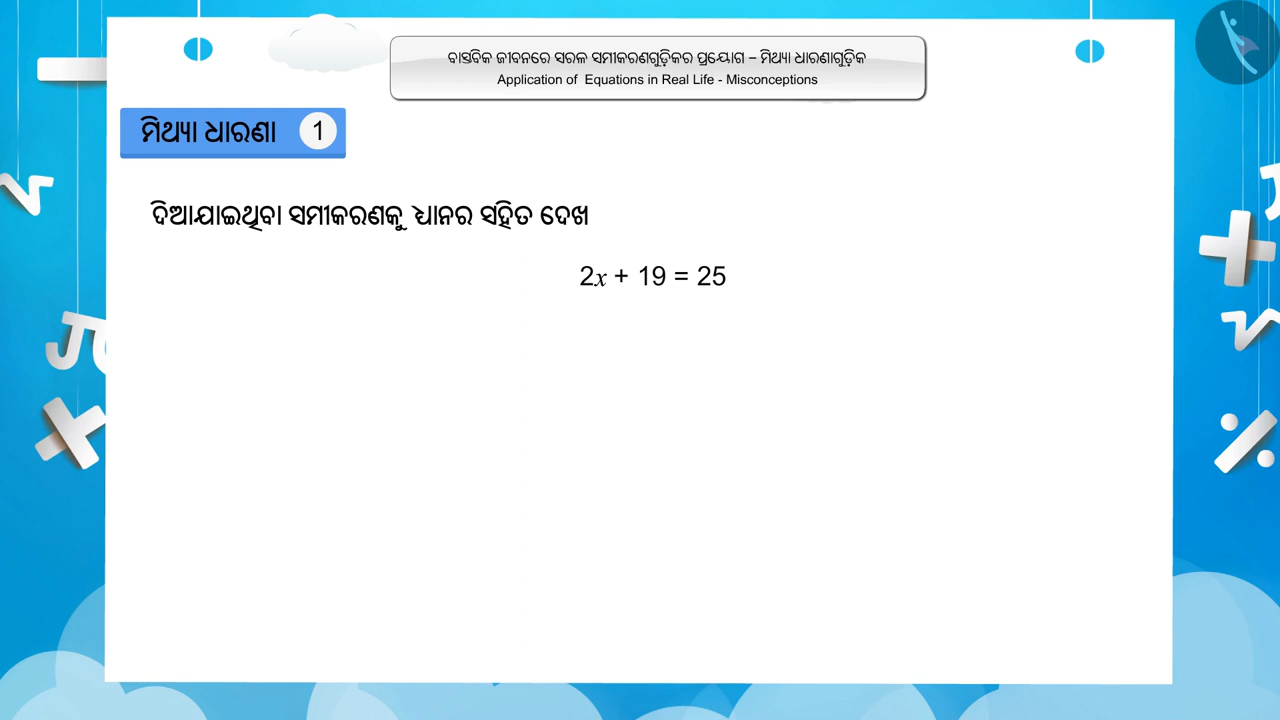 ବାସ୍ତବିକ ଜୀବନରେ ସରଳ ସମୀକରଣଗୁଡ଼ିକର ପ୍ରୟୋଗ – ମିଥ୍ୟା ଧାରଣାଗୁଡ଼ିକ
Application of Equations in Real Life - Misconceptions
ମିଥ୍ୟା ଧାରଣା 1
ଦିଆଯାଇଥିବା ସମୀକରଣକୁ ଧ୍ୟାନର ସହିତ ଦେଖ
2x + 19 = 25